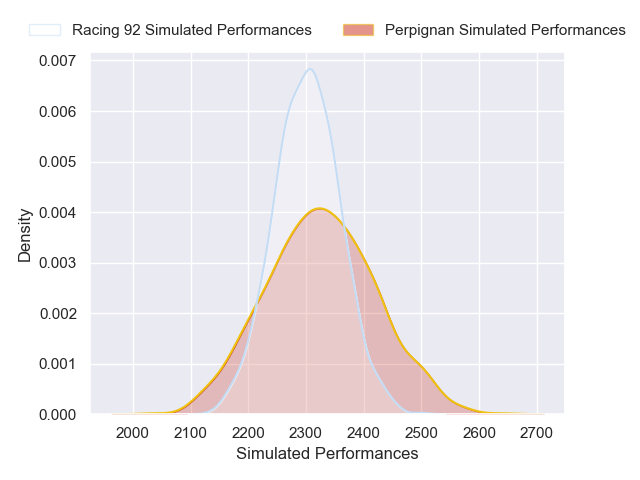 Racing 92 Simulated Performances Perpignan Simulated Performances
0.007
0.006
0.005
0.004
0.003
0.002
0.001
0.000
Density
2000 2100 2200 2300 2400 2500 2600 2700
Simulated Performances